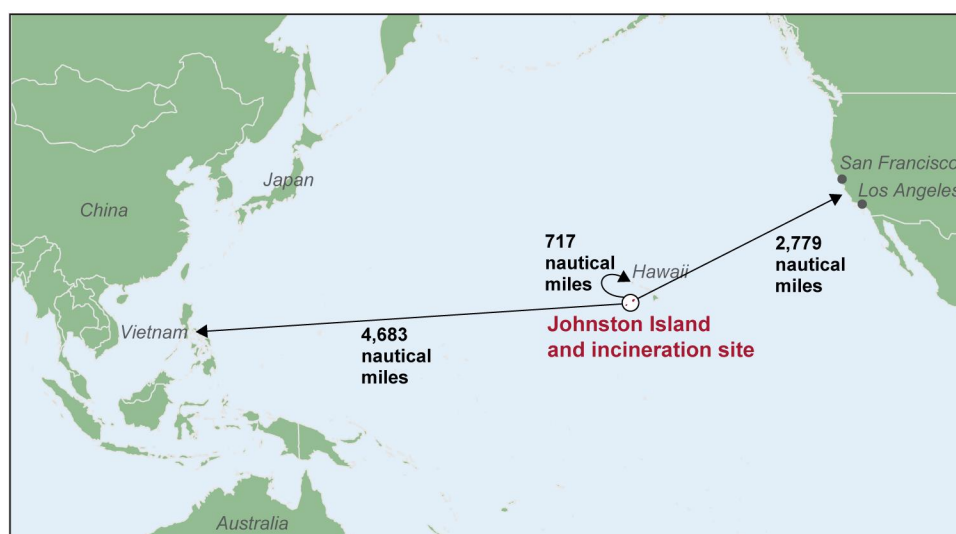 San Francisco
Los Angeles
Japan
China
717
nautical
miles
Hawaii
2,779
nautical
miles
Johnston Island
and incineration site
Vietnam
4,683
nautical
miles
Australia